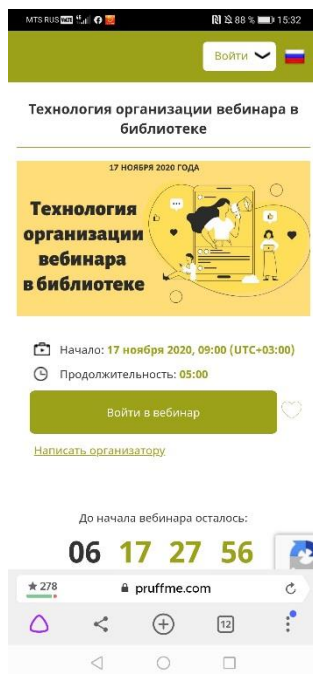 MTS RUS
88 % 15:32
Войти
Технология организации вебинара в
библиотеке
17 НОЯБРЯ 2020 ГОДА
Технология
организации
вебинара
в библиотеке
Начало: 17 ноября 2020, 09:00 (UTC+03:00)
Продолжительность: 05:00
Войти в вебинар
Написать организатору
До начала вебинара осталось:
06 17 27 56
278 pruffme.com
12